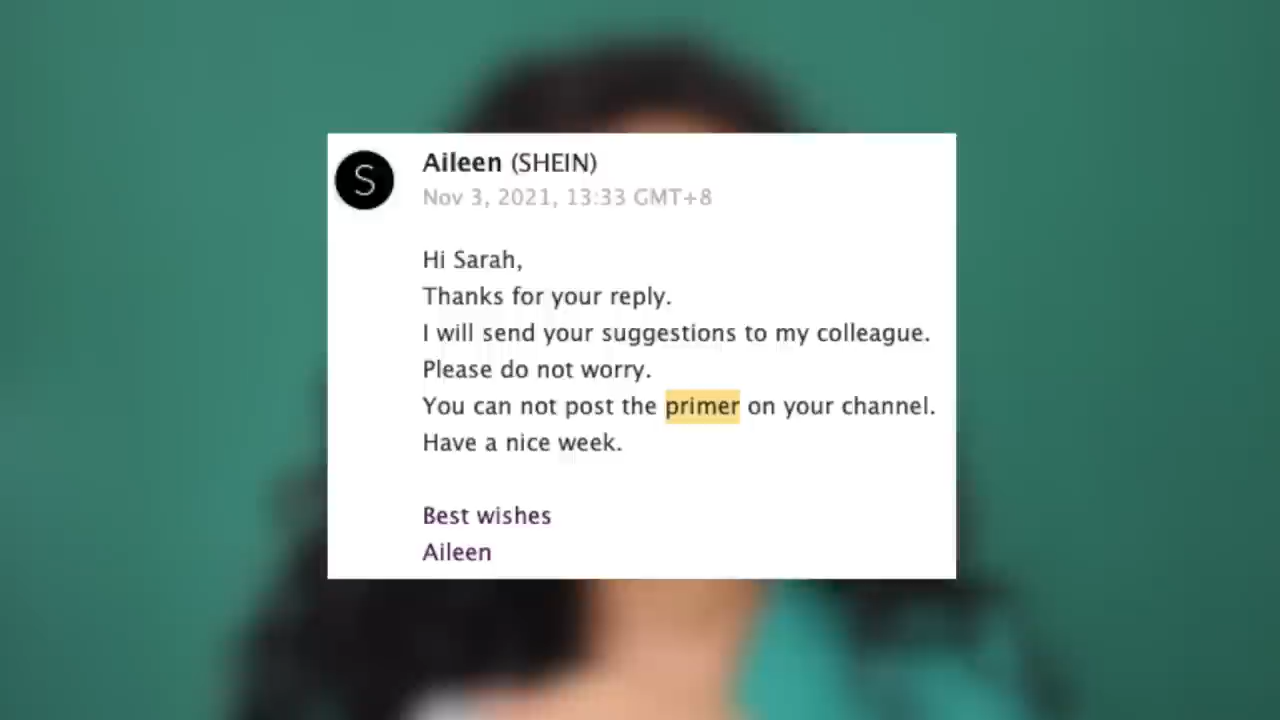 S
Aileen (SHEIN)
Nov 3, 2021, 13:33 GMT+8
Hi Sarah,
Thanks for your reply.
I will send your suggestions to my colleague.
Please do not worry.
You can not post the primer on your channel.
Have a nice week.
Best wishes
Aileen